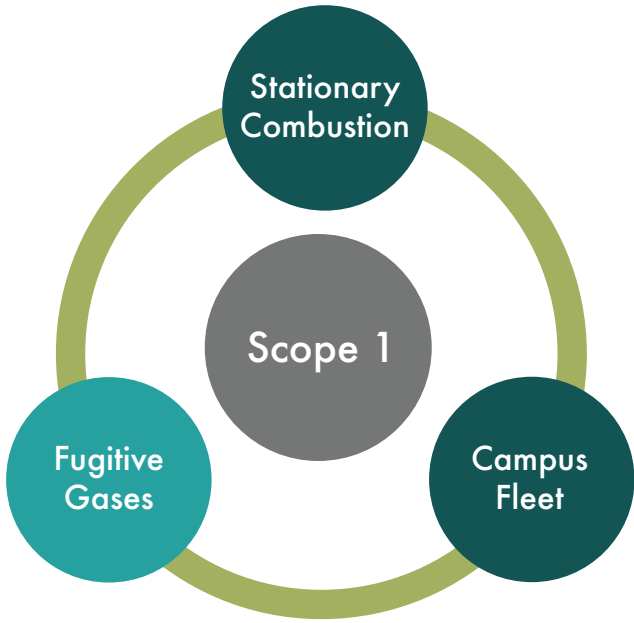 Stationary
Combustion
Scope 1
Fugitive
Gases
Campus
Fleet